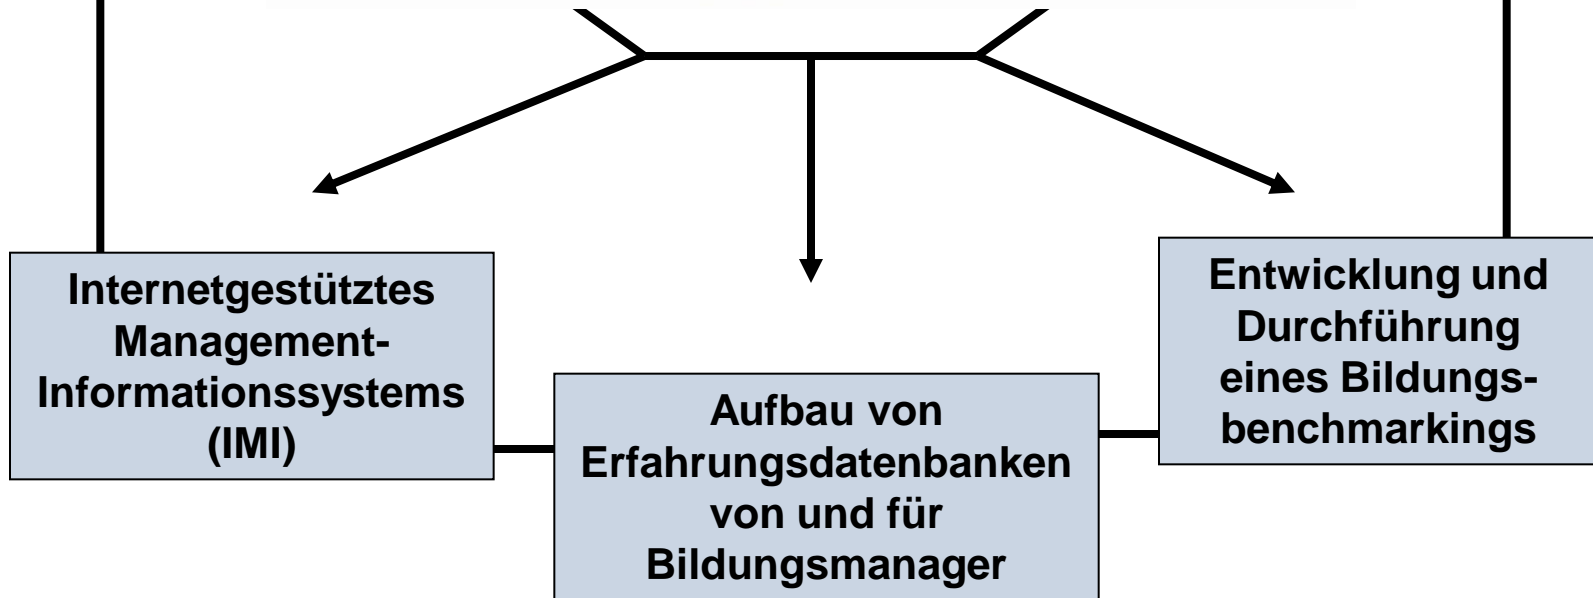 Internetgestütztes
Management-
Informationssystems
(IMI)
Aufbau von
Erfahrungsdatenbanken
von und für
Bildungsmanager
Entwicklung und
Durchführung
eines Bildungs-
benchmarkings